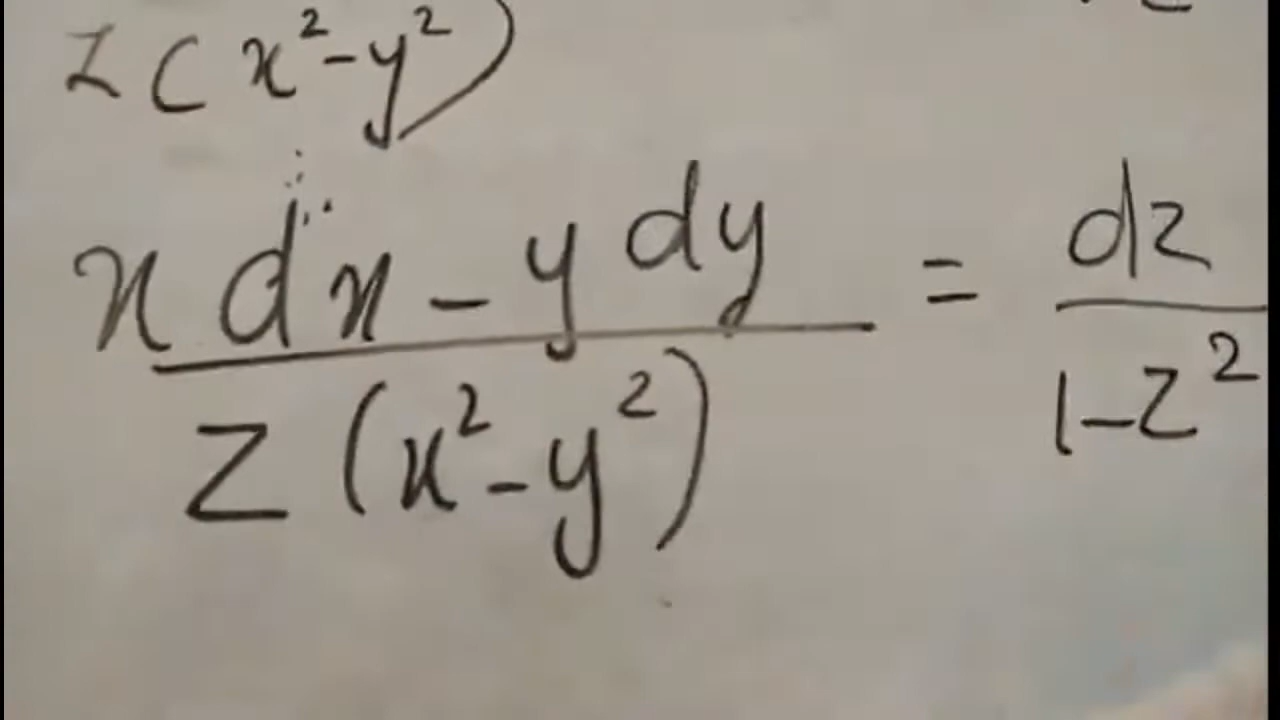 z(x²-y²)
x dx - y dy / z(x²-y²) = dz / 1-z²